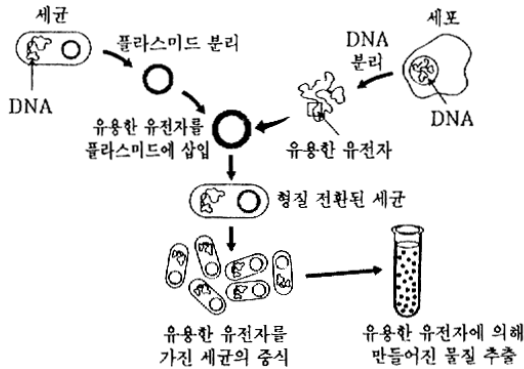 세균
플라스미드 분리
세포
DNA
분리
DNA
DNA
유용한 유전자를
플라스미드에 삽입
유용한 유전자
형질 전환된 세균
유용한 유전자를
가진 세균의 증식
유용한 유전자에 의해
만들어진 물질 추출